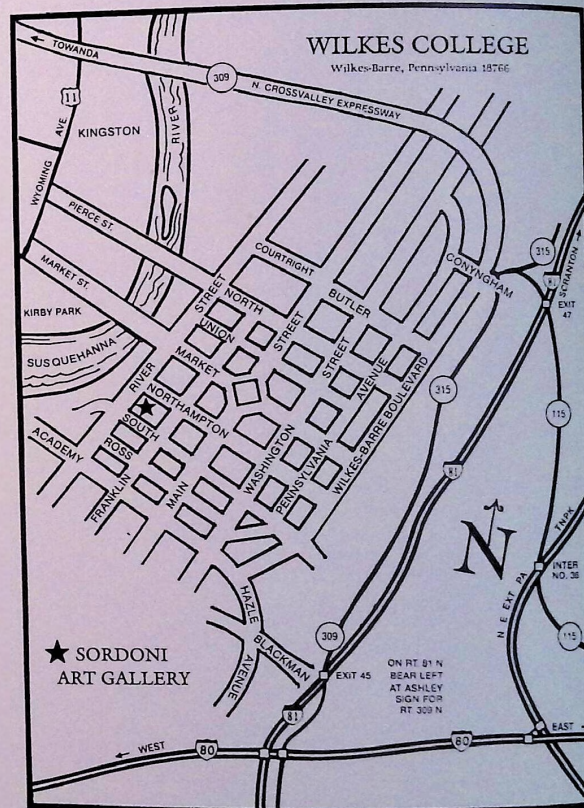 WILKES COLLEGE
Wilkes-Barre, Pennsylvania 18766
TOWANDA
309
N. CROSSVALLEY EXPRESSWAY
11
KINGSTON
RIVER
WYOMING AVE.
PIERCE ST.
MARKET ST.
KIRBY PARK
SUSQUEHANNA
COURTRIGHT
CONYNGHAM
315
81
SCRANTON
EXIT
47
RIVER STREET
NORTH
BUTLER
UNION
MARKET
NORTHAMPTON
SOUTH
ROSS
ACADEMY
FRANKLIN
MAIN STREET
WASHINGTON STREET
PENNSYLVANIA AVENUE
WILKES-BARRE BOULEVARD
315
115
81
N
TNPK
N E EXT PA
INTER
NO. 36
115
HAZLE AVENUE
BLACKMAN
309
EXIT 45
ON RT. 81 N
BEAR LEFT
AT ASHLEY
SIGN FOR
RT. 309 N
SORDONI
ART GALLERY
81
WEST
80
80
EAST